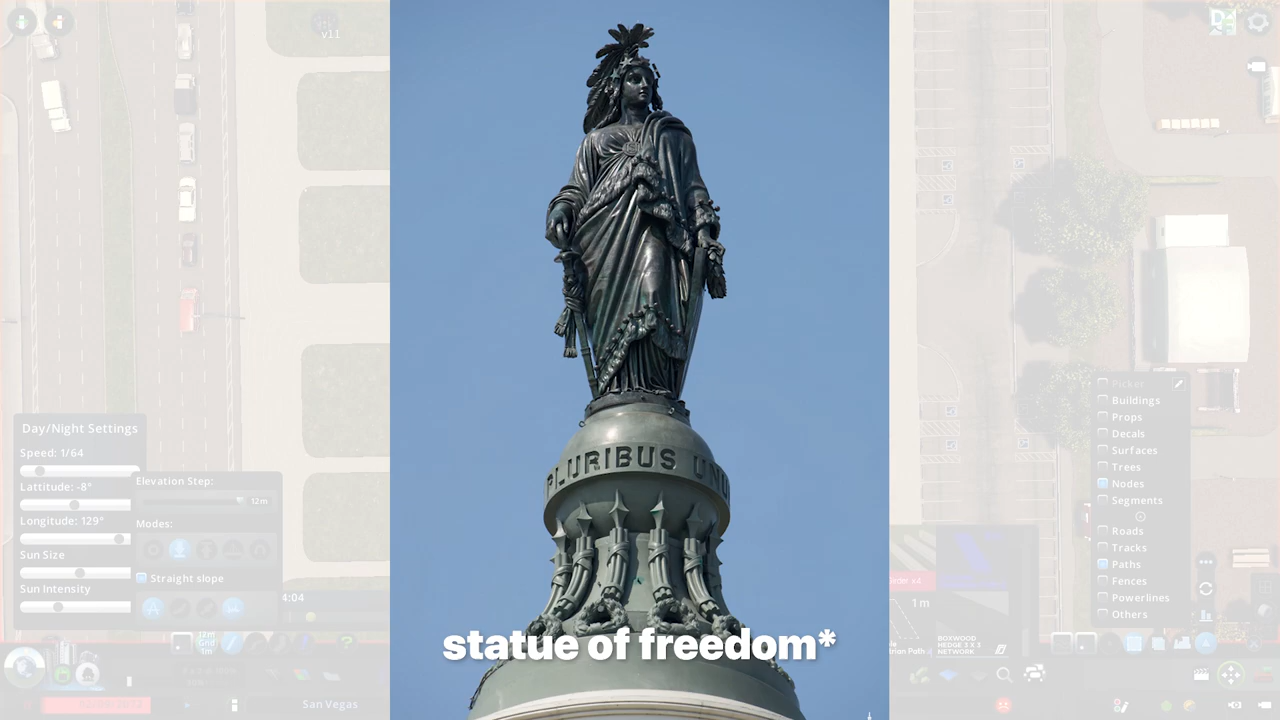 v11
Day/Night Settings
Speed: 1/64
Lattitude: -8°
Longitude: 129°
Sun Size
Sun Intensity
Elevation Step:
12m
Modes:
Straight slope
4:04
San Vegas
PLURIBUS UNU
statue of freedom*
Picker
Buildings
Props
Decals
Surfaces
Trees
Nodes
Segments
Roads
Tracks
Paths
Fences
Powerlines
Others
1m
BOXWOOD
HEDGE 3 X 3
NETWORK